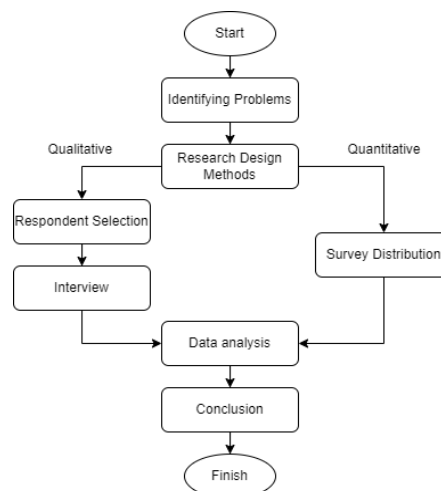 Start
Identifying Problems
Qualitative
Quantitative
Research Design
Methods
Respondent Selection
Survey Distribution
Interview
Data analysis
Conclusion
Finish